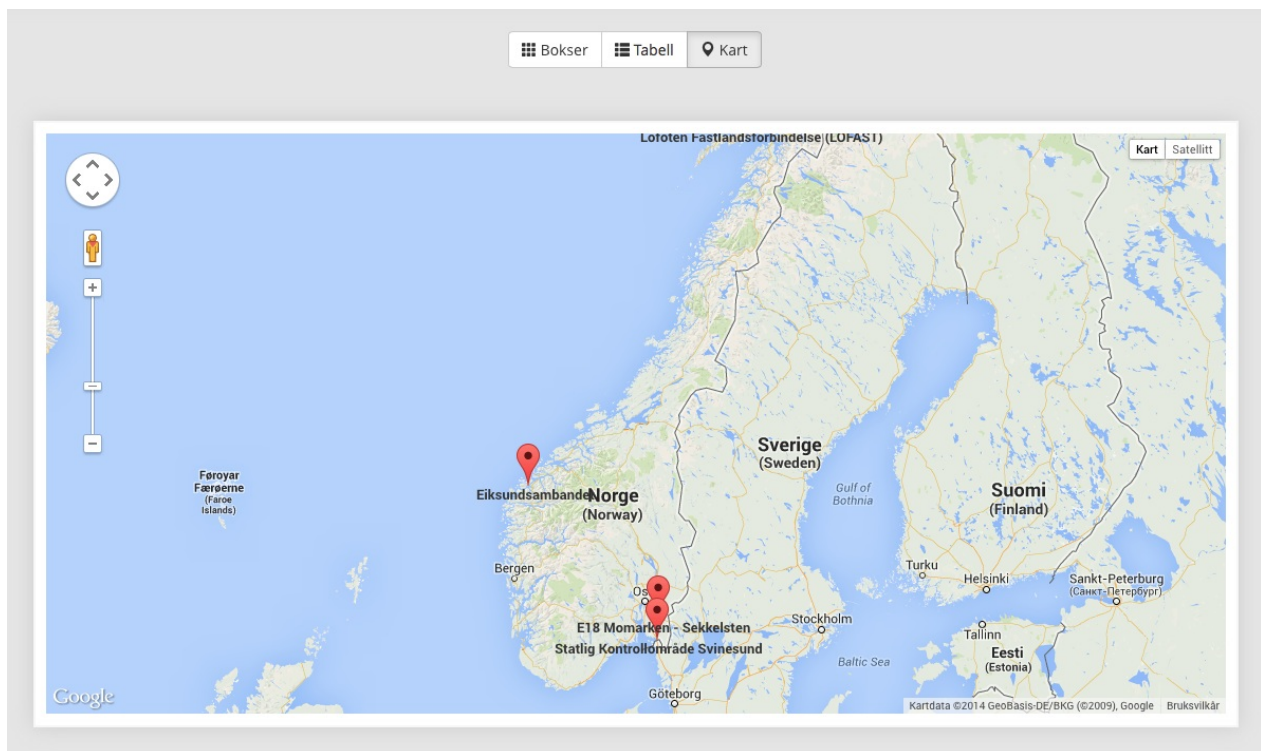 Bokser
Tabell
Kart
Lofoten Fastlandsforbindelse (LOFAST)
Kart
Satellitt
Sverige
(Sweden)
Føroyar
Færøerne
(Faroe
Islands)
Eiksundsambande
Norge
(Norway)
Gulf of
Bothnia
Suomi
(Finland)
Bergen
Turku
Helsinki
Sankt-Peterburg
(Санкт-Петербург)
Os
E18 Momarken - Sekkelsten
Stockholm
Tallinn
Statlig Kontrollområde Svinesund
Eesti
(Estonia)
Baltic Sea
Göteborg
Google
Kartdata ©2014 GeoBasis-DE/BKG (©2009), Google
Bruksvilkår